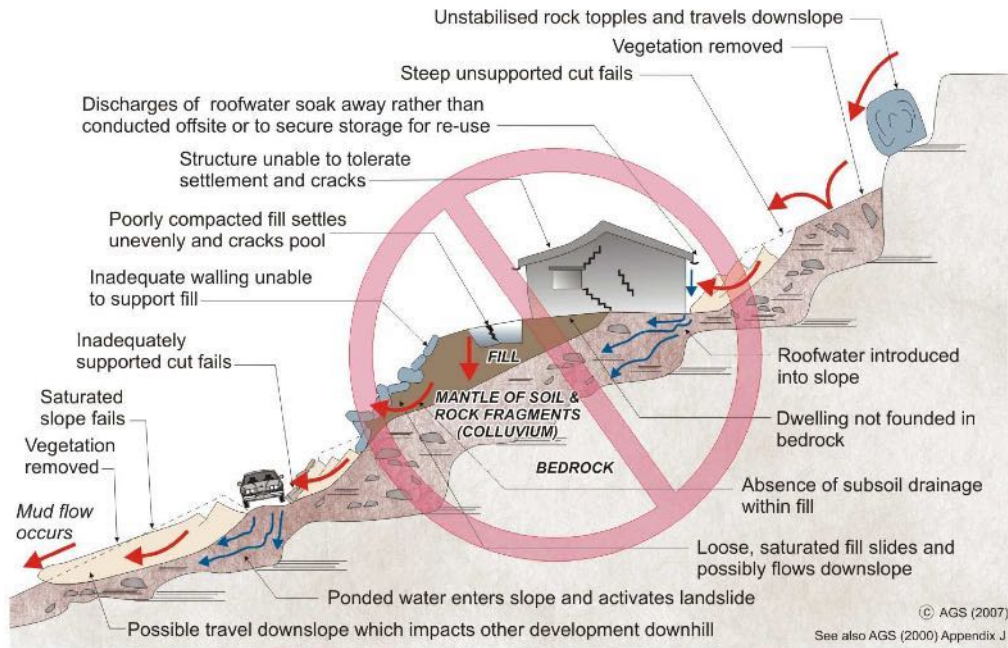 Unstabilised rock topples and travels downslope
Vegetation removed
Steep unsupported cut fails
Discharges of roofwater soak away rather than
conducted offsite or to secure storage for re-use
Structure unable to tolerate
settlement and cracks
Poorly compacted fill settles
unevenly and cracks pool
Inadequate walling unable
to support fill
Inadequately
supported cut fails
Saturated
slope fails
Vegetation
removed
Mud flow
occurs
FILL
MANTLE OF SOIL &
ROCK FRAGMENTS
(COLLUVIUM)
BEDROCK
Roofwater introduced
into slope
Dwelling not founded in
bedrock
Absence of subsoil drainage
within fill
Loose, saturated fill slides and
possibly flows downslope
Ponded water enters slope and activates landslide
Possible travel downslope which impacts other development downhill
© AGS (2007)
See also AGS (2000) Appendix J